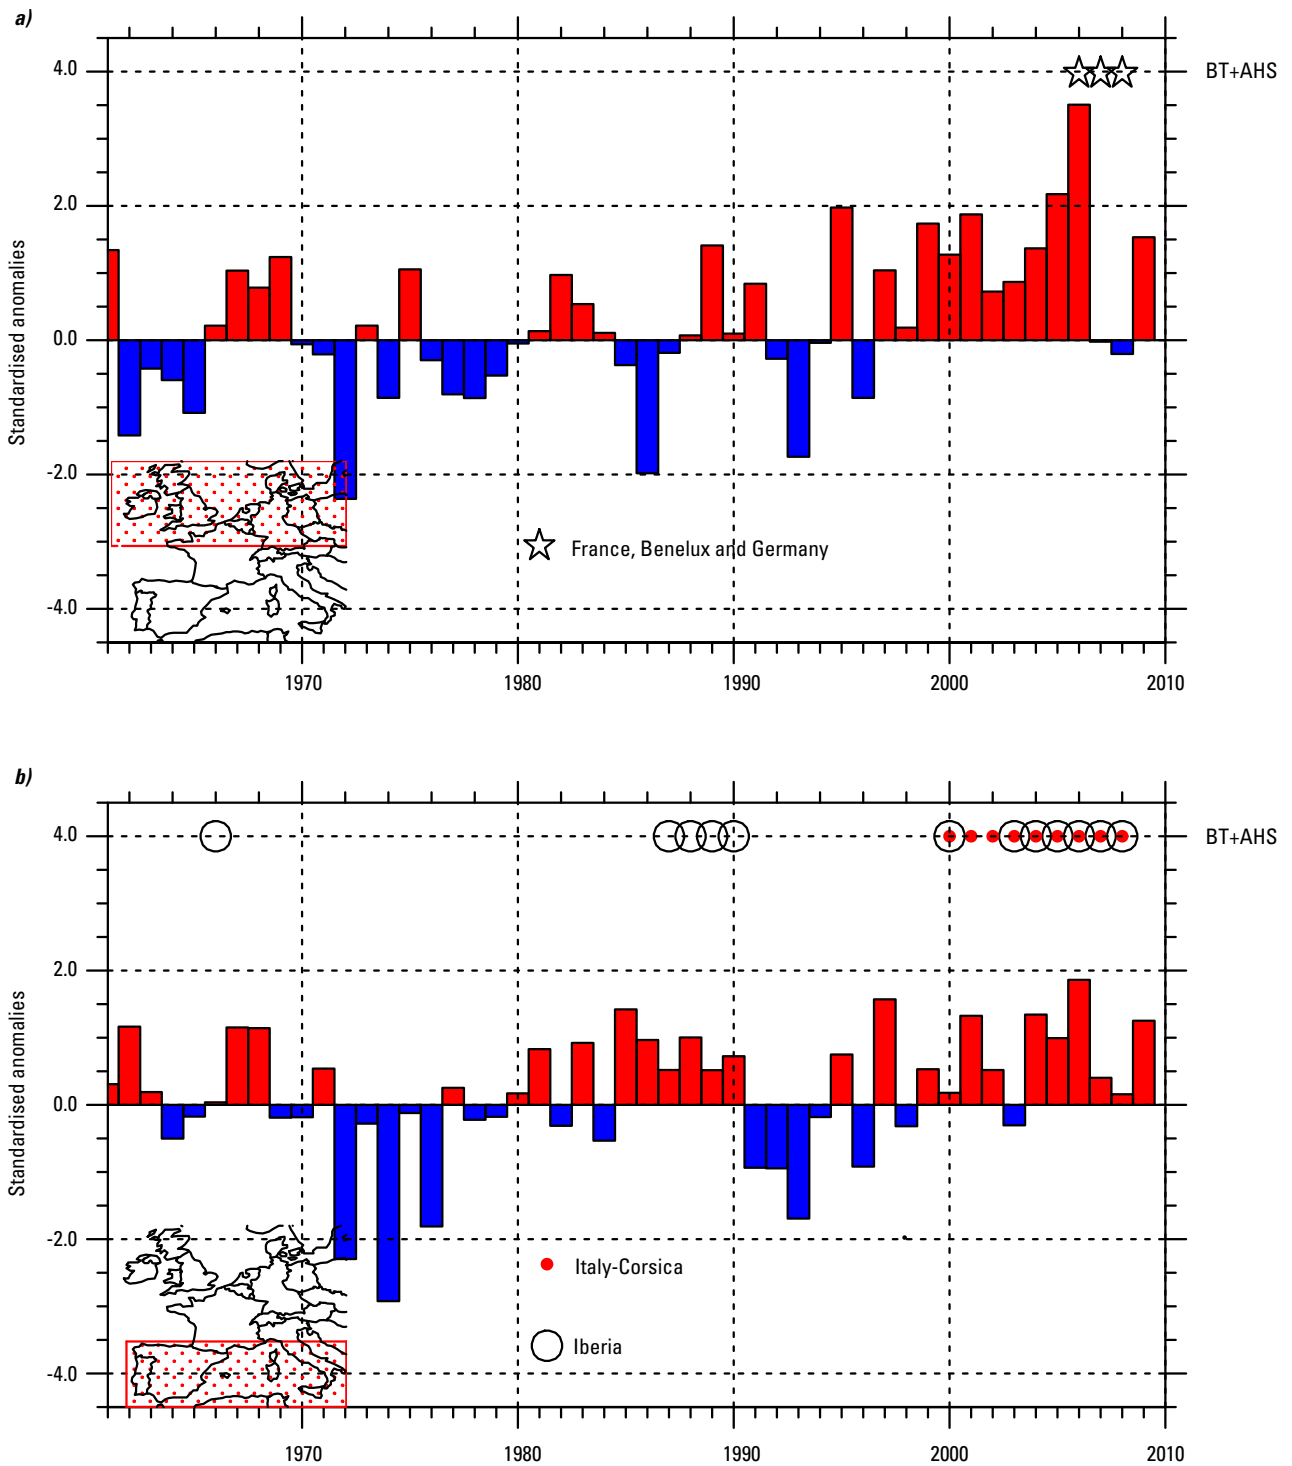 a)
4.0
BT+AHS
2.0
0.0
Standardised anomalies
-2.0
France, Benelux and Germany
-4.0
1970 1980 1990 2000 2010
b)
4.0
BT+AHS
2.0
0.0
Standardised anomalies
-2.0
Italy-Corsica
Iberia
-4.0
1970 1980 1990 2000 2010